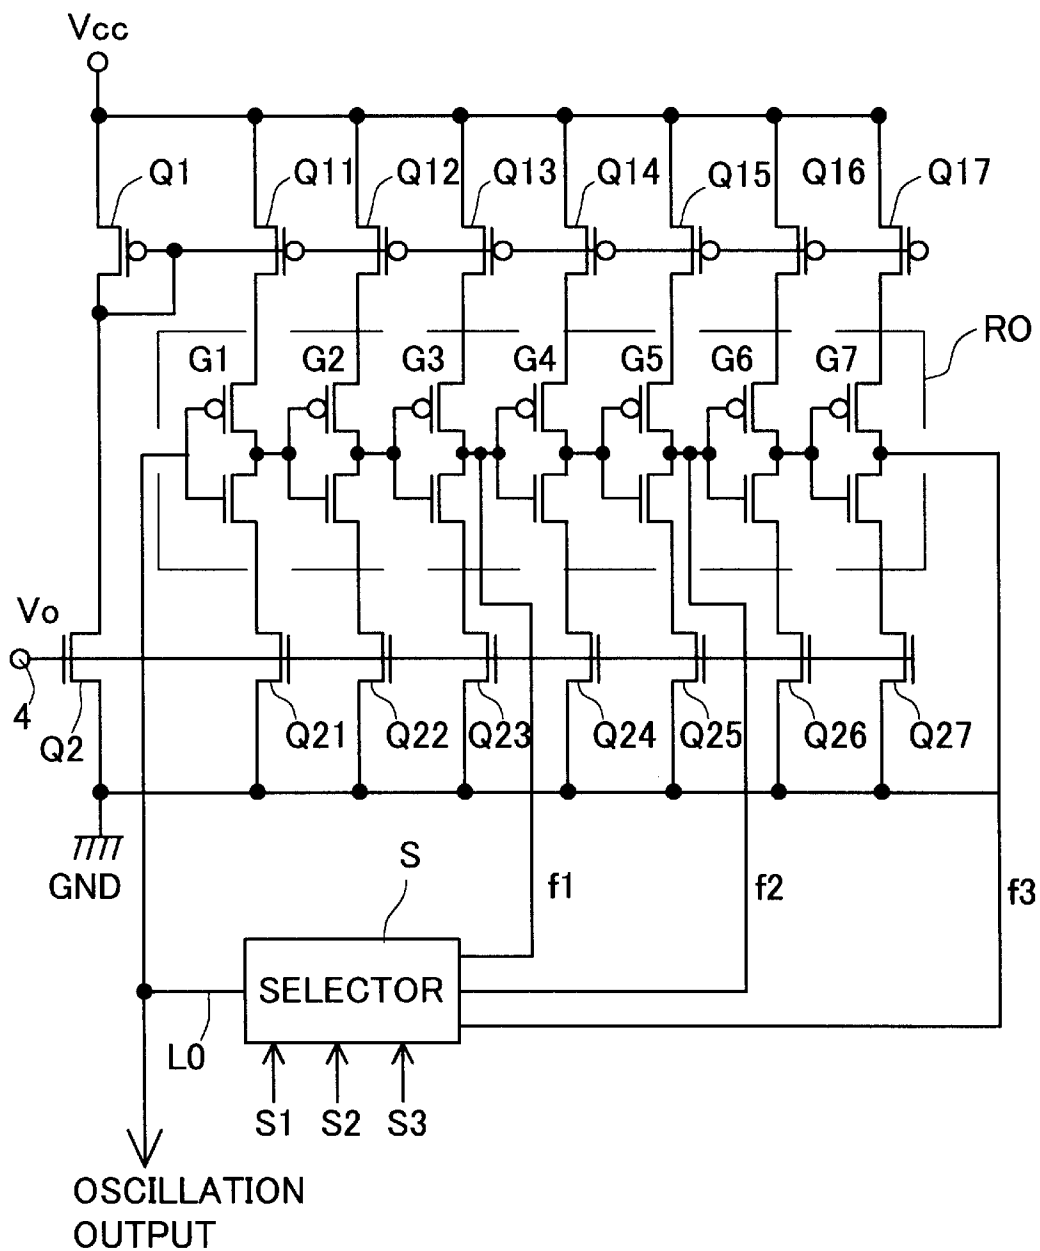 Vcc
Q1
Q11
Q12
Q13
Q14
Q15
Q16
Q17
RO
G1
G2
G3
G4
G5
G6
G7
Vo
4
Q2
Q21
Q22
Q23
Q24
Q25
Q26
Q27
GND
S
f1
f2
f3
SELECTOR
L0
S1
S2
S3
OSCILLATION
OUTPUT